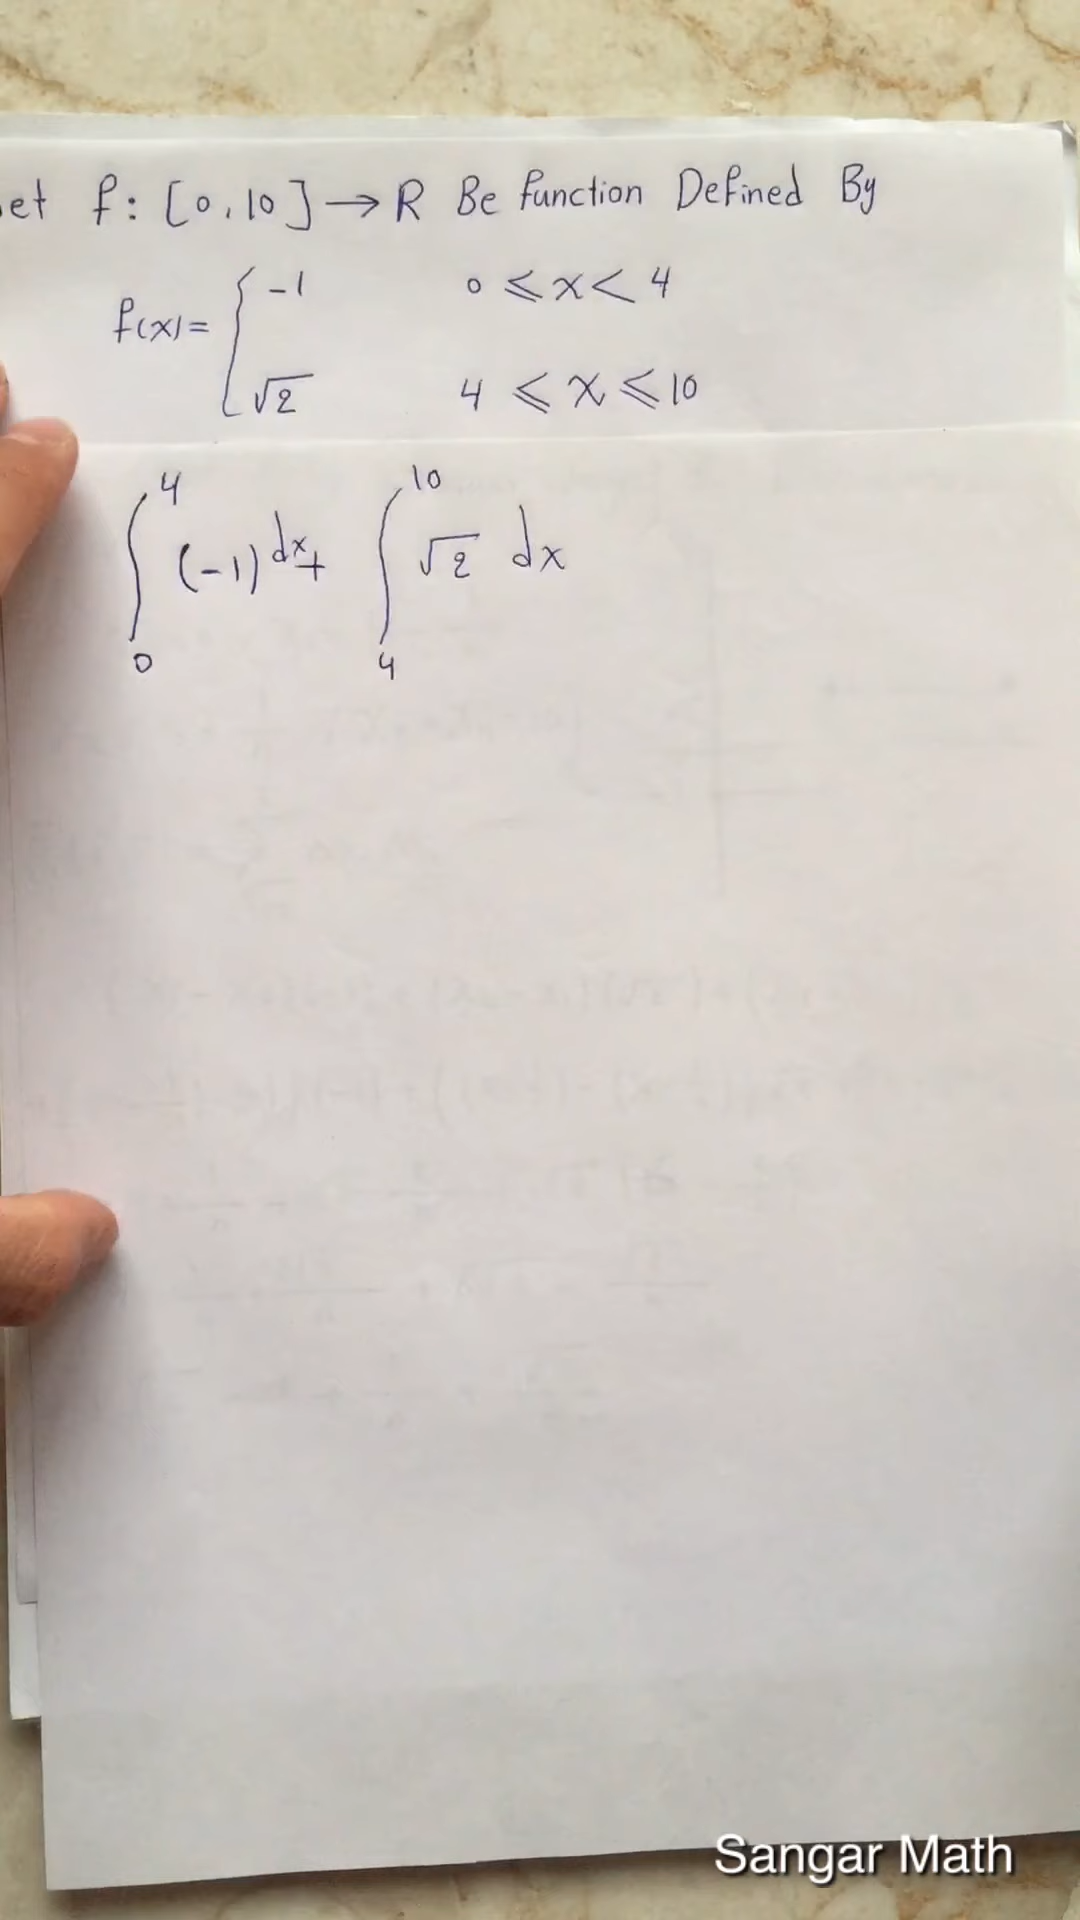 et f: [0,10] → R Be function Defined By
f(x) = { -1 0 ⩽ x < 4
√2 4 ⩽ x ⩽ 10
∫₀⁴ (-1) dx + ∫₄¹⁰ √2 dx
Sangar Math